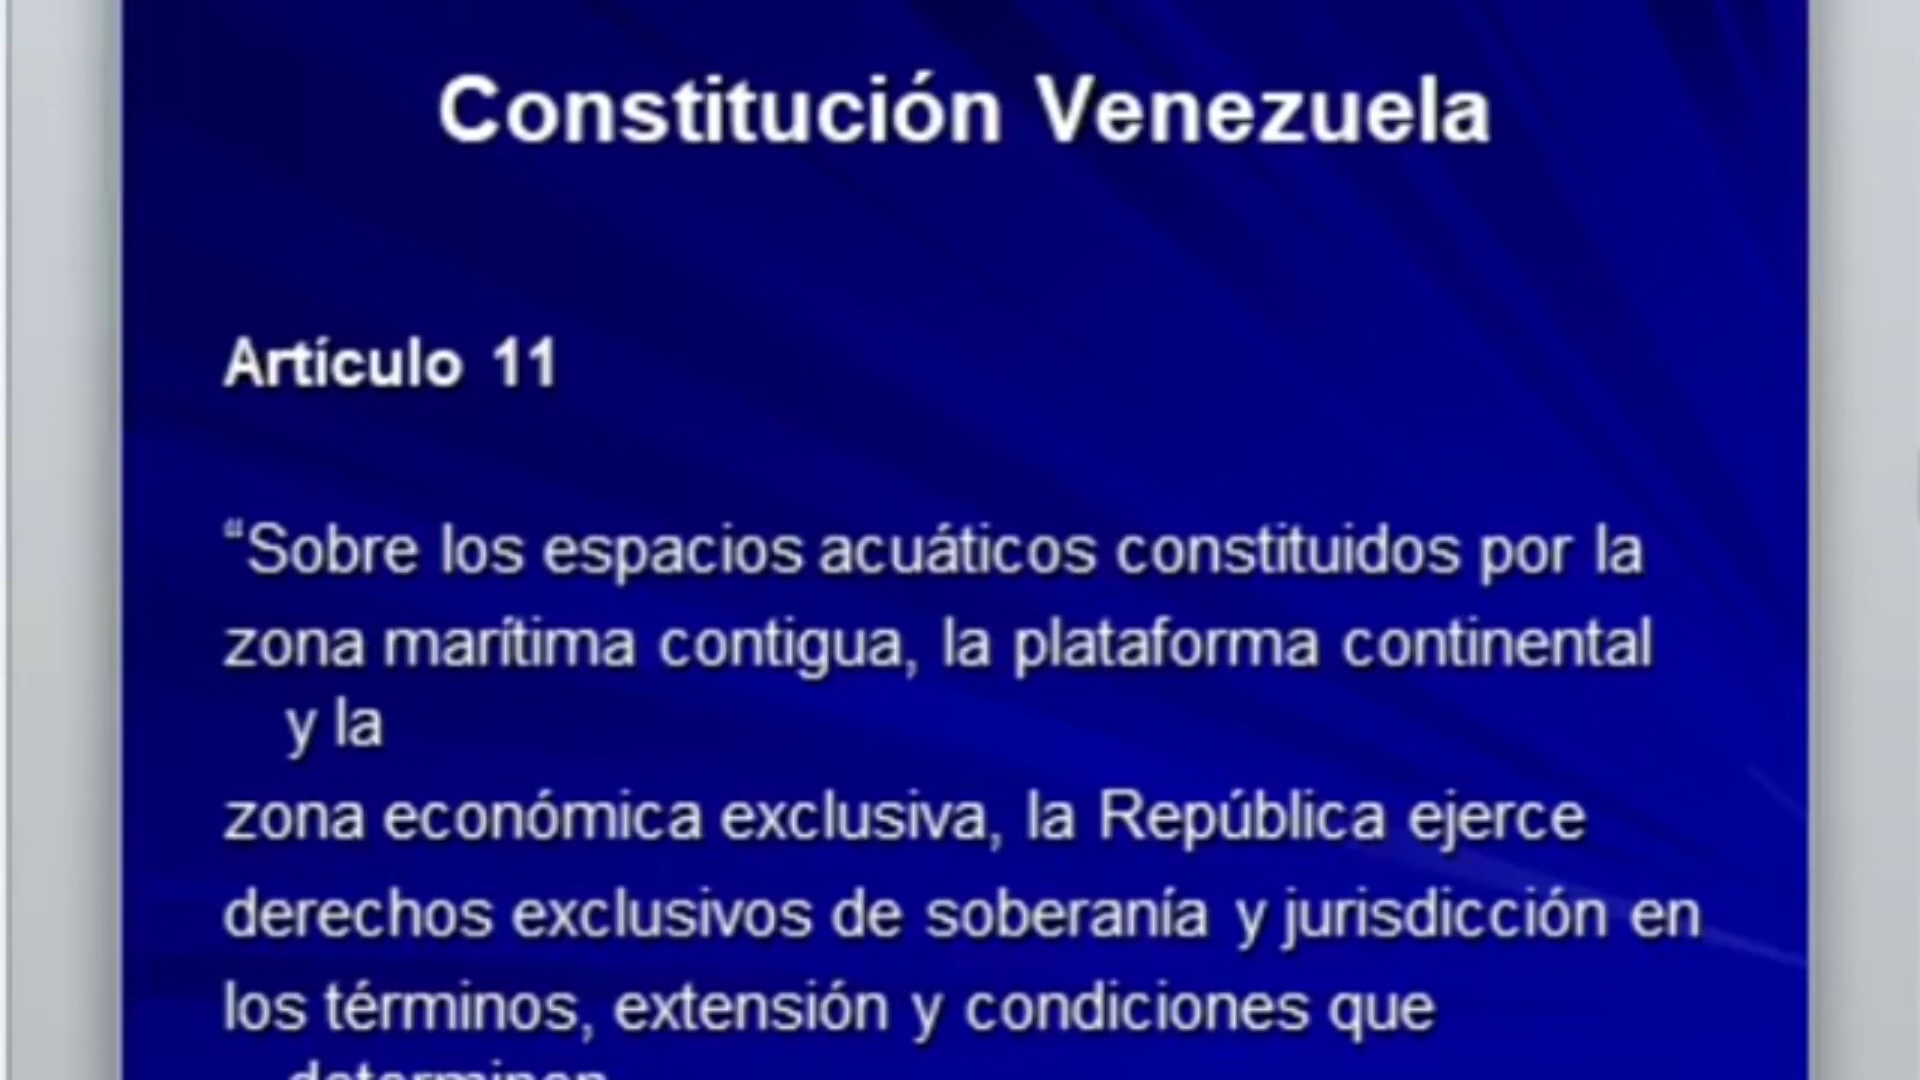 Constitución Venezuela
Artículo 11
“Sobre los espacios acuáticos constituidos por la
zona marítima contigua, la plataforma continental
y la
zona económica exclusiva, la República ejerce
derechos exclusivos de soberanía y jurisdicción en
los términos, extensión y condiciones que
determinen